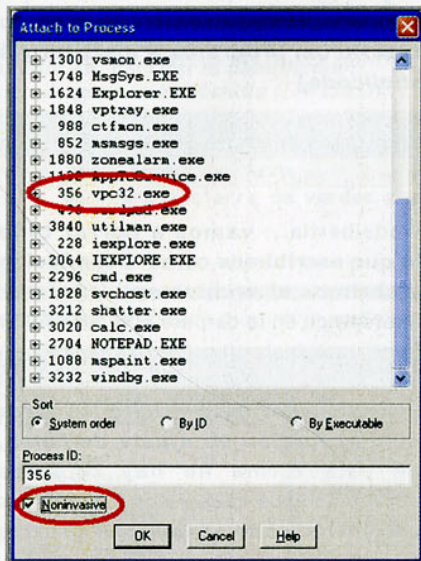 Attach to Process
1300 vsmon.exe
1748 MsgSys.EXE
1624 Explorer.EXE
1848 vptray.exe
988 ctfmon.exe
852 msmsgs.exe
1880 zonealarm.exe
356 vpc32.exe
3840 utilman.exe
228 iexplore.exe
2064 IEXPLORE.EXE
2296 cmd.exe
1828 svchost.exe
3212 shatter.exe
3020 calc.exe
2704 NOTEPAD.EXE
1088 mspaint.exe
3232 windbg.exe
Sort
System order By ID By Executable
Process ID:
356
Noninvasive
OK Cancel Help